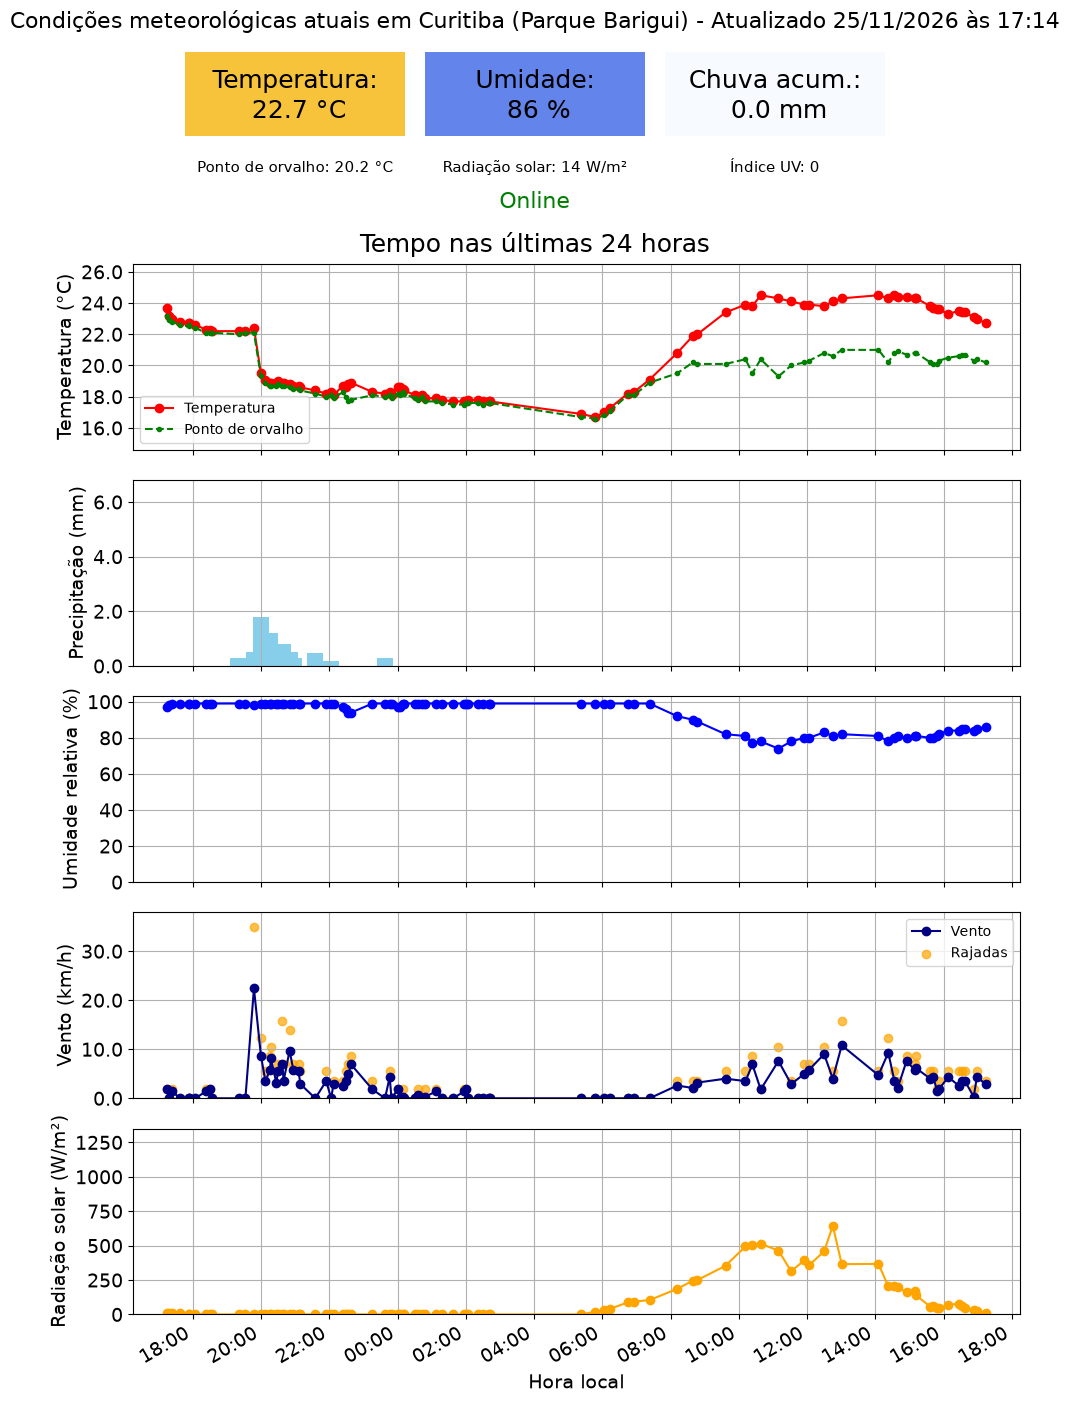 Condições meteorológicas atuais em Curitiba (Parque Barigui) - Atualizado 25/11/2026 às 17:14
Temperatura:
22.7 °C
Umidade:
86 %
Chuva acum.:
0.0 mm
Ponto de orvalho: 20.2 °C
Radiação solar: 14 W/m²
Índice UV: 0
Online
Tempo nas últimas 24 horas
Temperatura (°C)
26.0
24.0
22.0
20.0
18.0
16.0
Temperatura
Ponto de orvalho
Precipitação (mm)
6.0
4.0
2.0
0.0
Umidade relativa (%)
100
80
60
40
20
0
Vento (km/h)
30.0
20.0
10.0
0.0
Vento
Rajadas
Radiação solar (W/m²)
1250
1000
750
500
250
0
18:00
20:00
22:00
00:00
02:00
04:00
06:00
08:00
10:00
12:00
14:00
16:00
18:00
Hora local